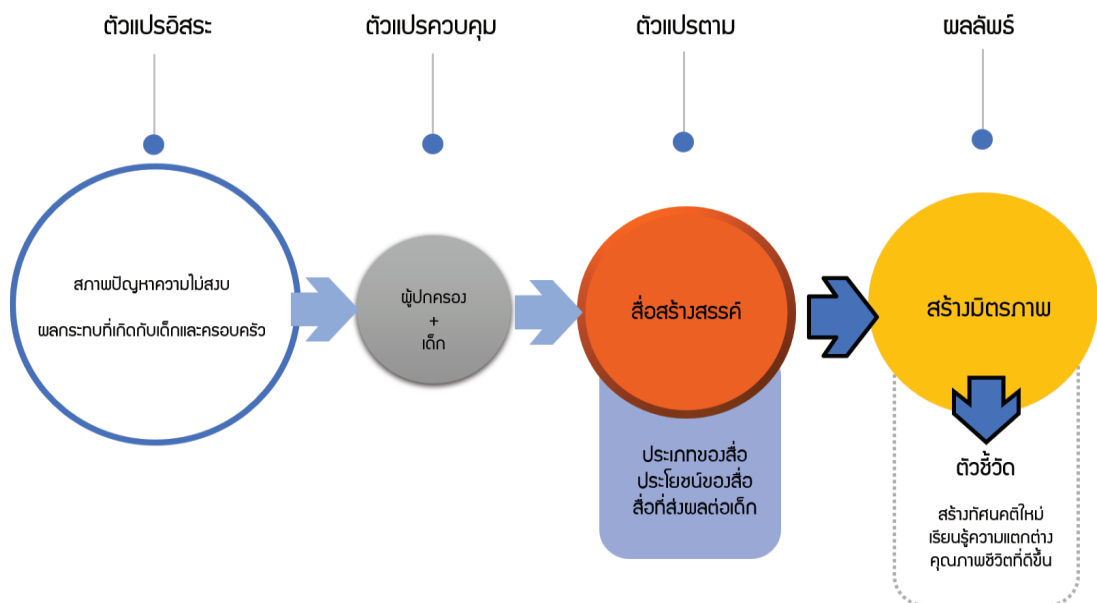 ตัวแปรอิสระ
ตัวแปรควบคุม
ตัวแปรตาม
ผลลัพธ์
สภาพปัญหาความไม่สงบ
ผลกระทบที่เกิดกับเด็กและครอบครัว
ผู้ปกครอง
+
เด็ก
สื่อสร้างสรรค์
ประเภทของสื่อ
ประโยชน์ของสื่อ
สื่อที่ส่งผลต่อเด็ก
สร้างมิตรภาพ
ตัวชี้วัด
สร้างทัศนคติใหม่
เรียนรู้ความแตกต่าง
คุณภาพชีวิตที่ดีขึ้น